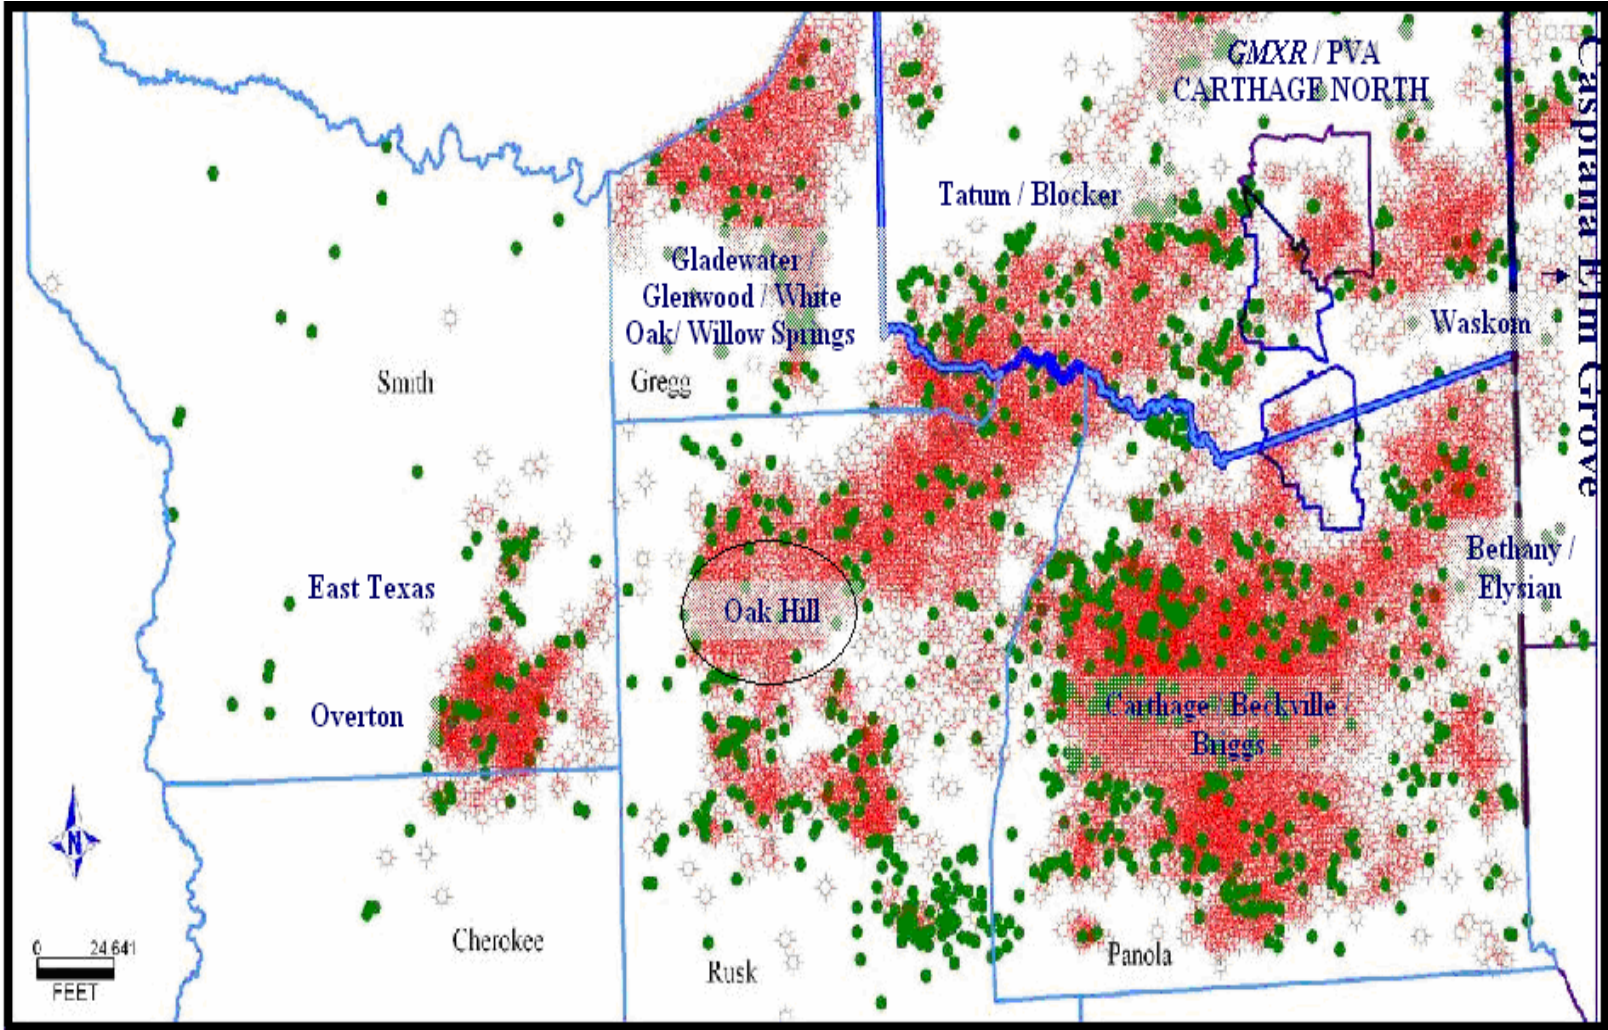 GMXR / PVA
CARTHAGE NORTH
Caspiana Elm Grove
Tatum / Blocker
Gladewater /
Glenwood / White
Oak/ Willow Springs
Waskom
Smith
Gregg
Bethany /
Elysian
East Texas
Oak Hill
Overton
Carthage / Beckville /
Briggs
N
Cherokee
0 24,641
FEET
Rusk
Panola